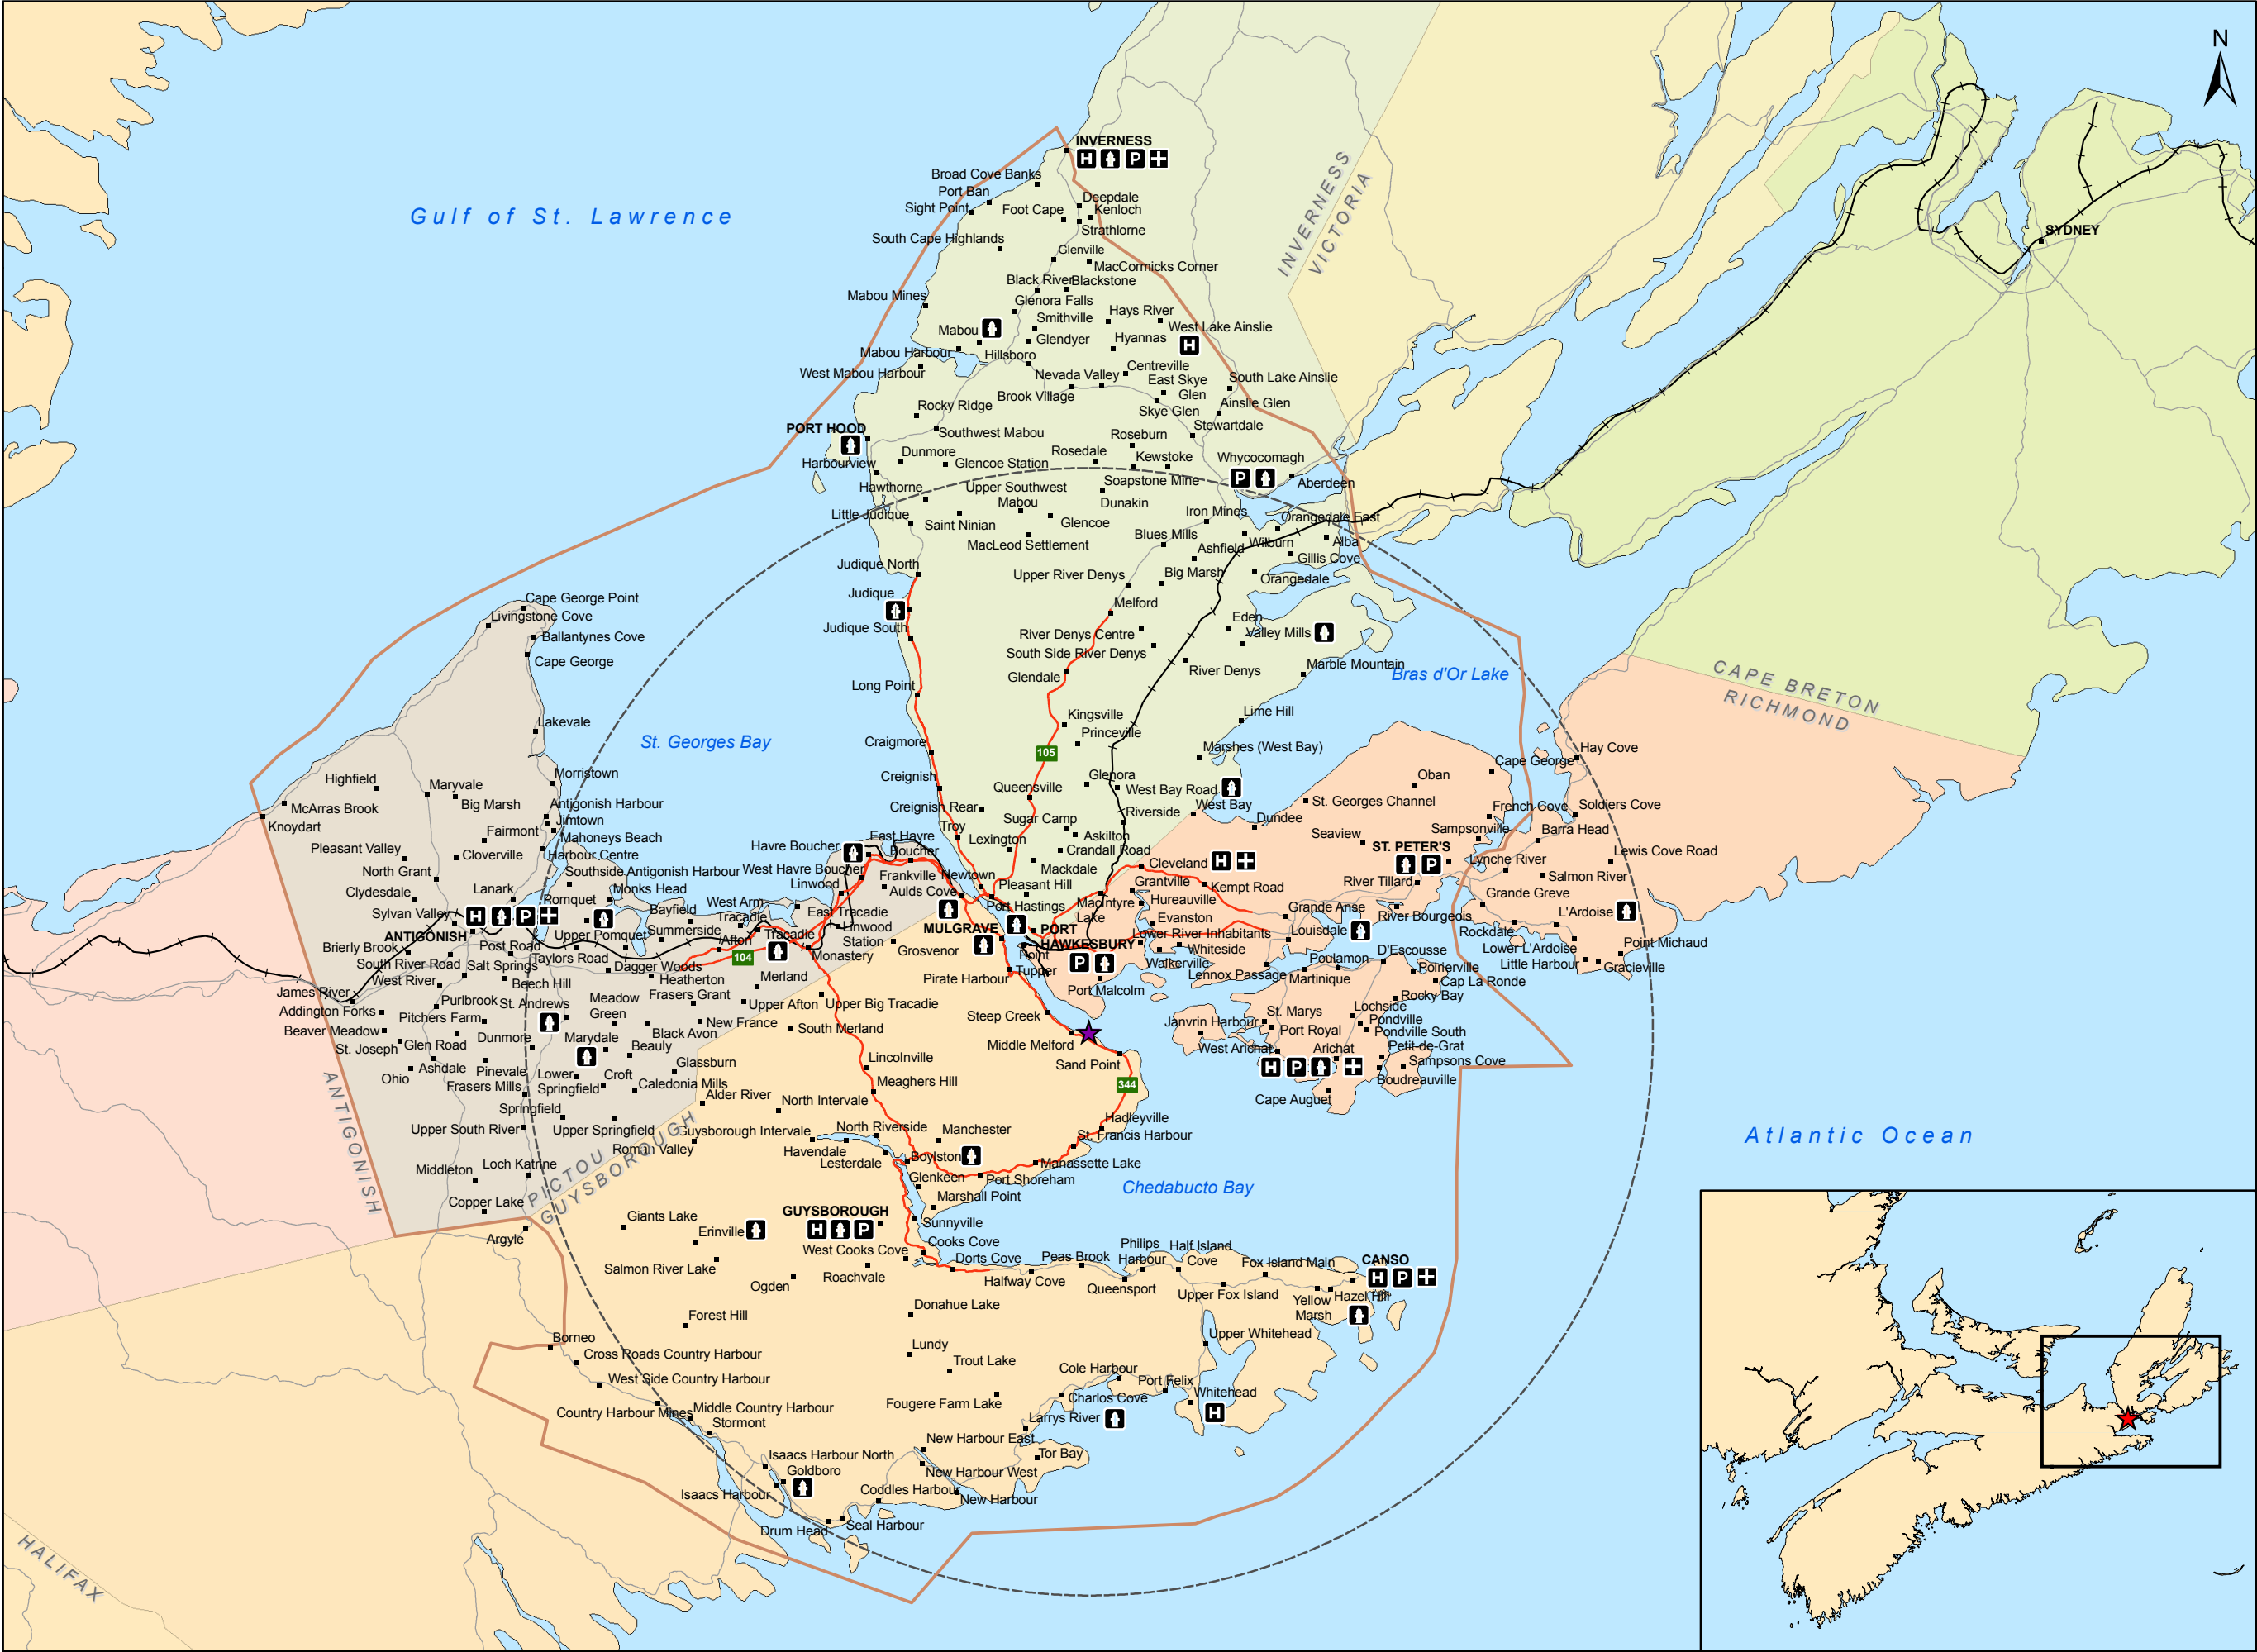 N
INVERNESS
H P
Broad Cove Banks
Port Ban
Deepdale
Sight Point
Foot Cape
Kenloch
Strathlorne
Gulf of St. Lawrence
INVERNESS
VICTORIA
SYDNEY
South Cape Highlands
Glenville
MacCormicks Corner
Black River
Blackstone
Mabou Mines
Glenora Falls
Hays River
Smithville
West Lake Ainslie
Mabou
Glendyer
Hyannas
H
Mabou Harbour
Hillsboro
West Mabou Harbour
Nevada Valley
Centreville
East Skye
Glen
South Lake Ainslie
Brook Village
Skye Glen
Ainslie Glen
Rocky Ridge
Stewartdale
PORT HOOD
Southwest Mabou
Roseburn
Dunmore
Rosedale
Kewstoke
Whycocomagh
Harbourview
Glencoe Station
P
Hawthorne
Upper Southwest
Mabou
Soapstone Mine
Aberdeen
Dunakin
Little Judique
Saint Ninian
Glencoe
Iron Mines
Orangedale East
MacLeod Settlement
Blues Mills
Ashfield
Wilburn
Alba
Gillis Cove
Judique North
Upper River Denys
Big Marsh
Orangedale
Judique
Melford
Cape George Point
Livingstone Cove
Judique South
River Denys Centre
Eden
Valley Mills
Ballantynes Cove
South Side River Denys
Cape George
River Denys
Marble Mountain
Bras d'Or Lake
CAPE BRETON
RICHMOND
Long Point
Glendale
Lakevale
St. Georges Bay
Kingsville
Lime Hill
Craigmore
Princeville
105
Marshes (West Bay)
Hay Cove
Cape George
Highfield
Maryvale
Morristown
Creignish
Glenora
Oban
Queensville
West Bay Road
McArras Brook
Big Marsh
Antigonish Harbour
Creignish Rear
Riverside
West Bay
St. Georges Channel
French Cove
Soldiers Cove
Knoydart
Jimtown
Fairmont
Mahoneys Beach
Troy
Sugar Camp
Dundee
Sampsonville
Barra Head
Pleasant Valley
Cloverville
Harbour Centre
Havre Boucher
East Havre
Boucher
Lexington
Askilton
Crandall Road
Seaview
ST. PETER'S
P
Lynche River
Lewis Cove Road
North Grant
Southside Antigonish Harbour
West Havre Boucher
Frankville
Newtown
Mackdale
Cleveland
H
Kempt Road
River Tillard
Salmon River
Clydesdale
Lanark
Monks Head
Linwood
Aulds Cove
Pleasant Hill
Grantville
Grande Greve
Sylvan Valley
H P
Pomquet
West Arm
Tracadie
Port Hastings
MacIntyre
Lake
Hureauville
Grande Anse
River Bourgeois
L'Ardoise
Bayfield
East Tracadie
Evanston
ANTIGONISH
Summerside
Linwood
Station
MULGRAVE
PORT
HAWKESBURY
Lower River Inhabitants
Louisdale
Rockdale
Brierly Brook
Post Road
Upper Pomquet
Afton
Tracadie
Grosvenor
Whiteside
D'Escousse
Lower L'Ardoise
Point Michaud
South River Road
Taylors Road
104
Monastery
Point
Tupper
P
Walkerville
Poulamon
Little Harbour
Gracieville
West River
Salt Springs
Dagger Woods
Pirate Harbour
Lennox Passage
Martinique
Poirierville
James River
Beech Hill
Heatherton
Merland
Port Malcolm
Cap La Ronde
Addington Forks
Purlbrook
St. Andrews
Meadow
Green
Frasers Grant
Upper Afton
Upper Big Tracadie
Rocky Bay
Pitchers Farm
Steep Creek
Janvrin Harbour
St. Marys
Lochside
Beaver Meadow
New France
South Merland
Pondville
St. Joseph
Glen Road
Dunmore
Marydale
Black Avon
Middle Melford
Port Royal
Pondville South
Beauly
West Arichat
Arichat
Petit-de-Grat
Ashdale
Pinevale
Glassburn
Lincolnville
Sand Point
H P
Sampsons Cove
Ohio
Lower
Springfield
Croft
Boudreauville
Frasers Mills
Caledonia Mills
Meaghers Hill
344
Cape Auguet
ANTIGONISH
Alder River
North Intervale
Springfield
Hadleyville
Upper South River
Upper Springfield
Guysborough Intervale
North Riverside
Manchester
St. Francis Harbour
Atlantic Ocean
Roman Valley
Havendale
Lesterdale
Boylston
Manassette Lake
Middleton
Loch Katrine
PICTOU
GUYSBOROUGH
Glenkeen
Port Shoreham
Chedabucto Bay
Copper Lake
Marshall Point
Giants Lake
GUYSBOROUGH
H P
Sunnyville
Argyle
Erinville
West Cooks Cove
Cooks Cove
Philips
Harbour
Half Island
Cove
Salmon River Lake
Roachvale
Dorts Cove
Peas Brook
Fox Island Main
CANSO
H P
Ogden
Halfway Cove
Queensport
Upper Fox Island
Yellow
Marsh
Hazel Hill
Donahue Lake
Forest Hill
Upper Whitehead
Borneo
Lundy
Cross Roads Country Harbour
Trout Lake
Cole Harbour
Port Felix
West Side Country Harbour
Charlos Cove
Whitehead
Country Harbour Mines
Middle Country Harbour
Fougere Farm Lake
H
Stormont
Larrys River
New Harbour East
Isaacs Harbour North
Tor Bay
Goldboro
New Harbour West
Isaacs Harbour
Coddles Harbour
New Harbour
Drum Head
Seal Harbour
HALIFAX